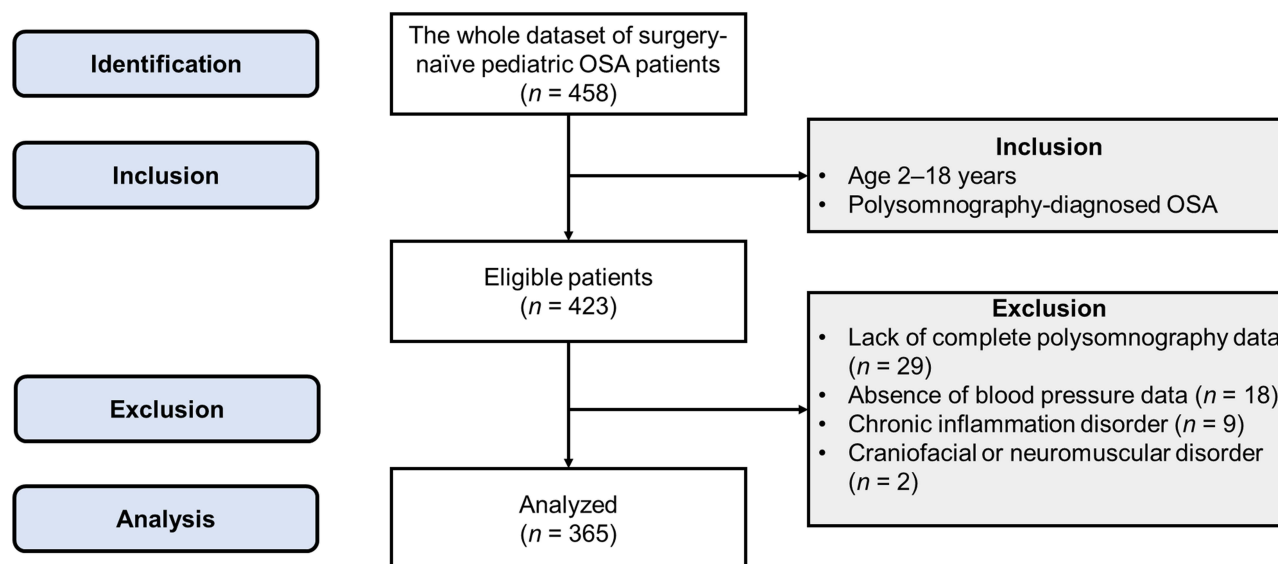 Identification
The whole dataset of surgery-
naïve pediatric OSA patients
(n = 458)
Inclusion
Inclusion
• Age 2–18 years
• Polysomnography-diagnosed OSA
Eligible patients
(n = 423)
Exclusion
Exclusion
• Lack of complete polysomnography data
(n = 29)
• Absence of blood pressure data (n = 18)
• Chronic inflammation disorder (n = 9)
• Craniofacial or neuromuscular disorder
(n = 2)
Analysis
Analyzed
(n = 365)